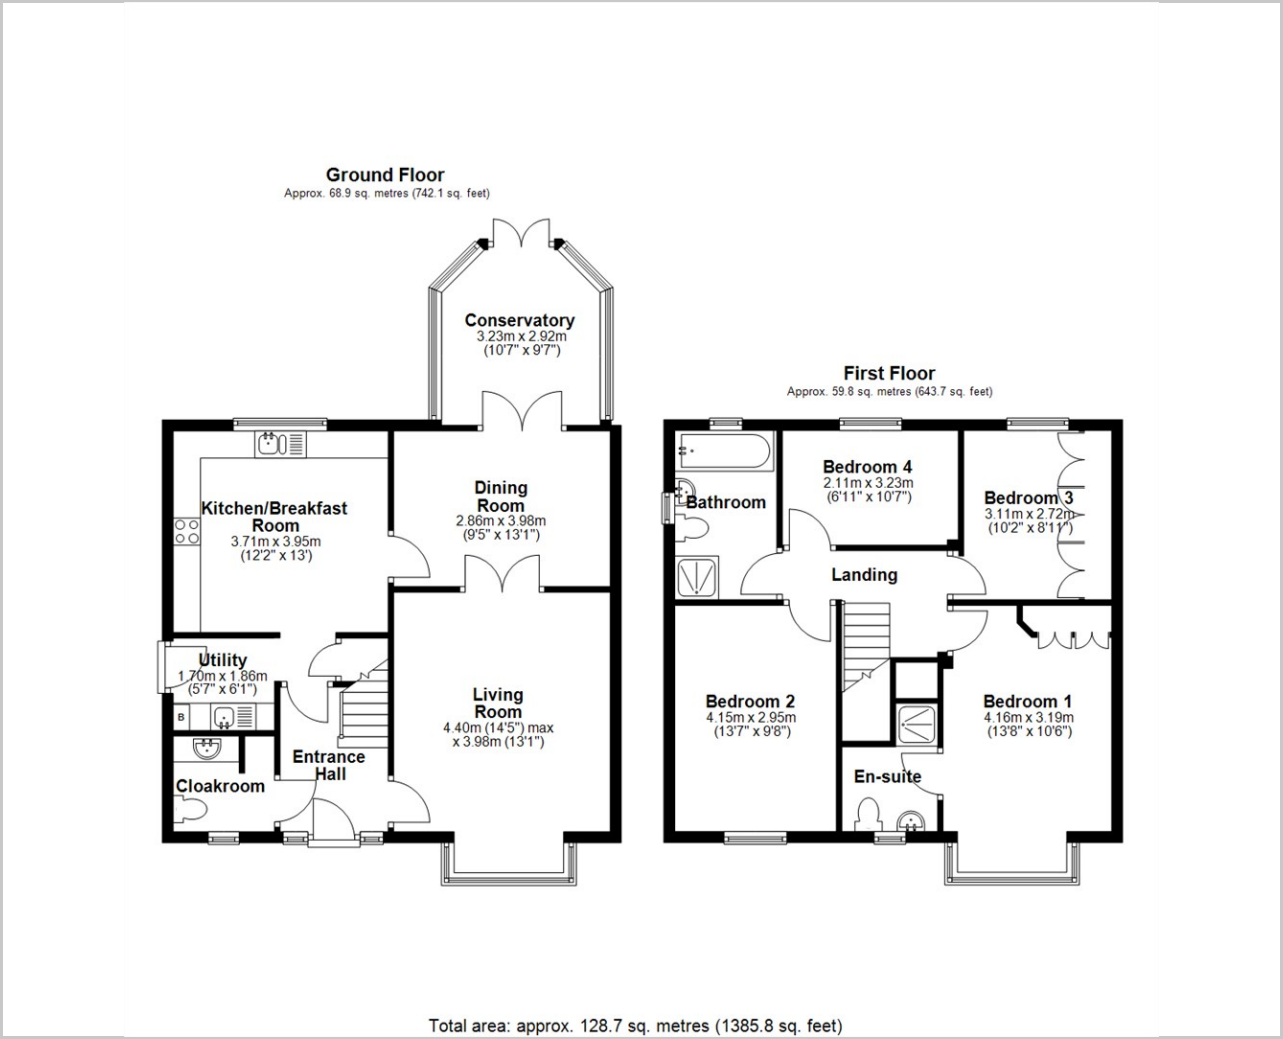 Ground Floor
Approx. 68.9 sq. metres (742.1 sq. feet)
Conservatory
3.23m x 2.92m
(10'7" x 9'7")
Kitchen/Breakfast
Room
3.71m x 3.95m
(12'2" x 13')
Dining
Room
2.86m x 3.98m
(9'5" x 13'1")
Utility
1.70m x 1.86m
(5'7" x 6'1")
B
Living
Room
4.40m (14'5") max
x 3.98m (13'1")
Entrance
Hall
Cloakroom
First Floor
Approx. 59.8 sq. metres (643.7 sq. feet)
Bathroom
Bedroom 4
2.11m x 3.23m
(6'11" x 10'7")
Bedroom 3
3.11m x 2.72m
(10'2" x 8'11")
Landing
Bedroom 2
4.15m x 2.95m
(13'7" x 9'8")
Bedroom 1
4.16m x 3.19m
(13'8" x 10'6")
En-suite
Total area: approx. 128.7 sq. metres (1385.8 sq. feet)